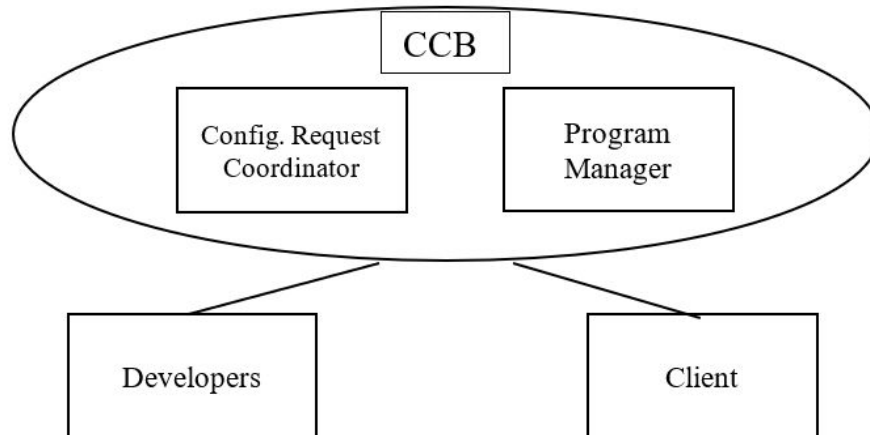 CCB
Config. Request
Coordinator
Program
Manager
Developers
Client